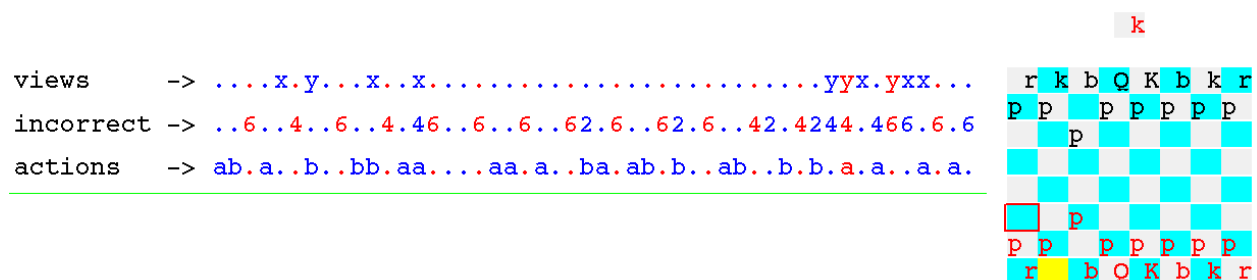 k
views -> ....x.y...x..x..........................yyx.yxx...
incorrect -> ..6..4..6..4.46..6..6..62.6..62.6..42.4244.466.6.6
actions -> ab.a..b..bb.aa....aa.a..ba.ab.b..ab..b.b.a.a..a.a.
r k b Q K b k r
p p p p p p p
p
p
p p p p p p p
r b Q K b k r